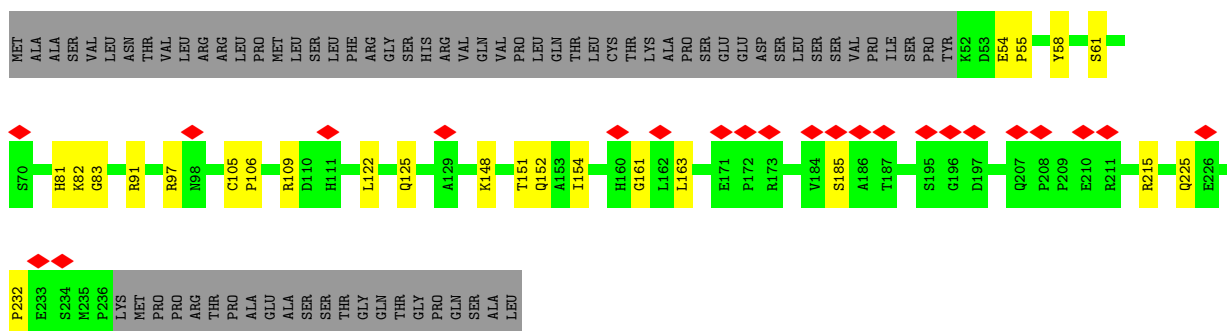 MET ALA ALA SER VAL LEU ASN THR VAL LEU ARG ARG LEU PRO MET LEU SER LEU PHE ARG GLY SER HIS ARG VAL GLN VAL PRO LEU GLN THR LEU CYS THR LYS ALA PRO SER GLU GLU ASP SER LEU SER SER VAL PRO ILE SER PRO TYR K52 D53 E54 P55 Y58 S61
S70 H81 K82 G83 R91 R97 N98 C105 P106 R109 D110 H111 L122 Q125 A129 K148 T151 Q152 A153 I154 H160 G161 L162 L163 E171 P172 R173 V184 S185 A186 T187 S195 G196 D197 Q207 P208 P209 E210 R211 R215 Q225 E226
P232 E233 S234 M235 P236 LYS MET PRO PRO ARG THR PRO ALA GLU ALA SER SER THR GLY GLN THR GLY PRO GLN SER ALA LEU